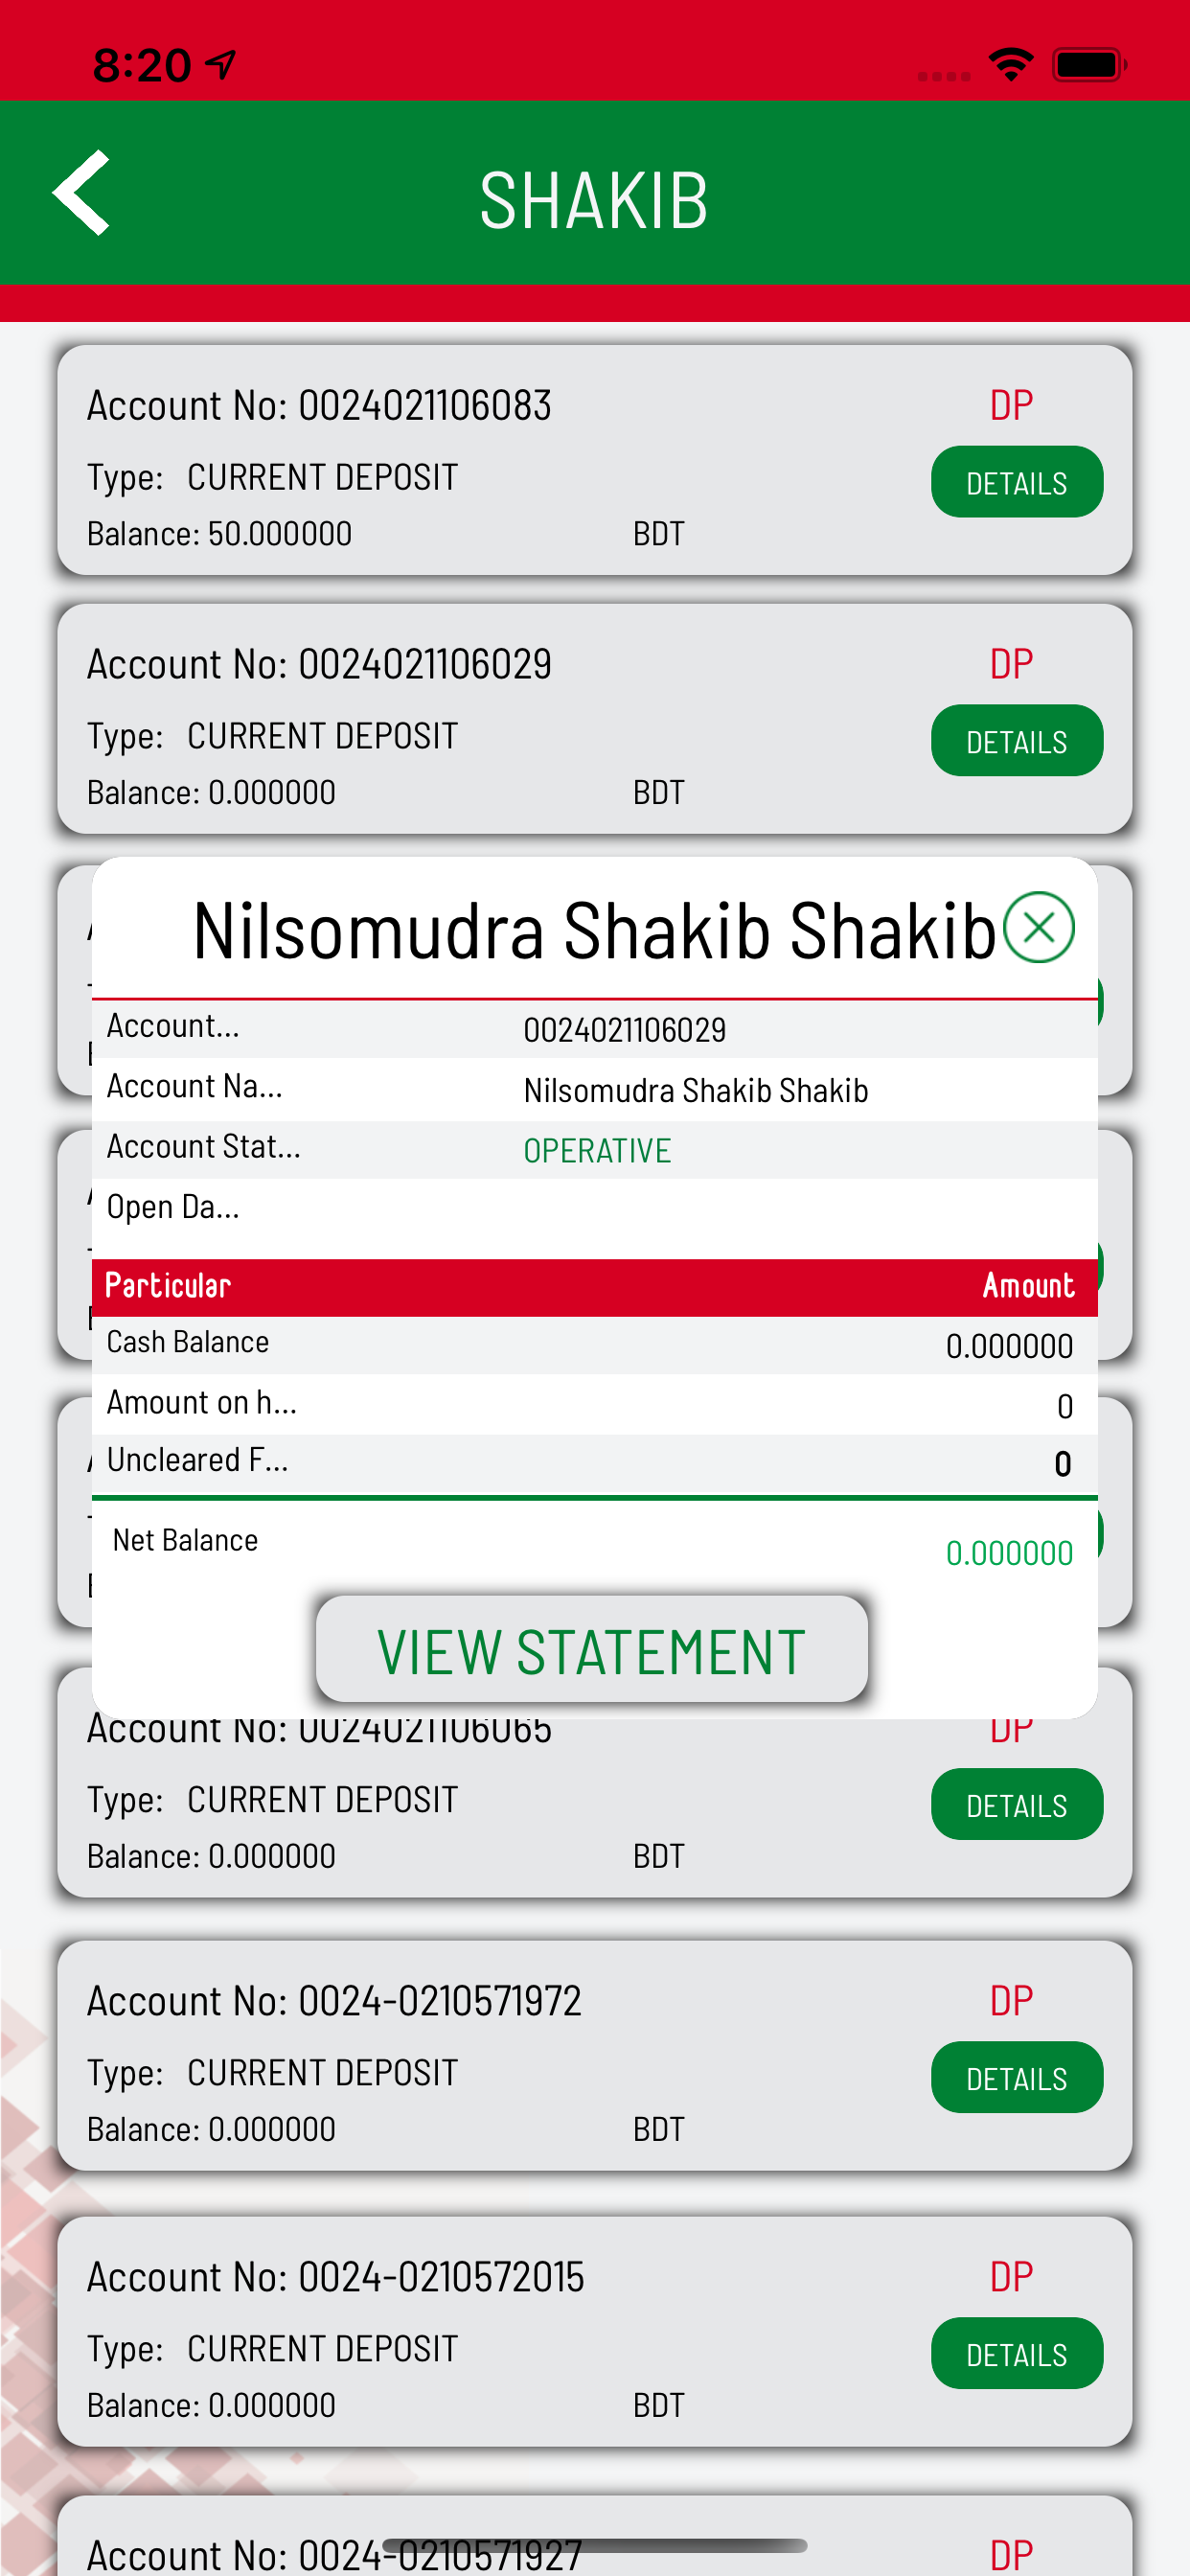 8:20
SHAKIB
Account No: 0024021106083
DP
Type: CURRENT DEPOSIT
DETAILS
Balance: 50.000000 BDT
Account No: 0024021106029
DP
Type: CURRENT DEPOSIT
DETAILS
Balance: 0.000000 BDT
Nilsomudra Shakib Shakib
Account... 0024021106029
Account Na... Nilsomudra Shakib Shakib
Account Stat... OPERATIVE
Open Da...
Particular Amount
Cash Balance 0.000000
Amount on h... 0
Uncleared F... 0
Net Balance 0.000000
VIEW STATEMENT
Account No: 0024021106065
DP
Type: CURRENT DEPOSIT
DETAILS
Balance: 0.000000 BDT
Account No: 0024-0210571972
DP
Type: CURRENT DEPOSIT
DETAILS
Balance: 0.000000 BDT
Account No: 0024-0210572015
DP
Type: CURRENT DEPOSIT
DETAILS
Balance: 0.000000 BDT
Account No: 0024-0210571927
DP